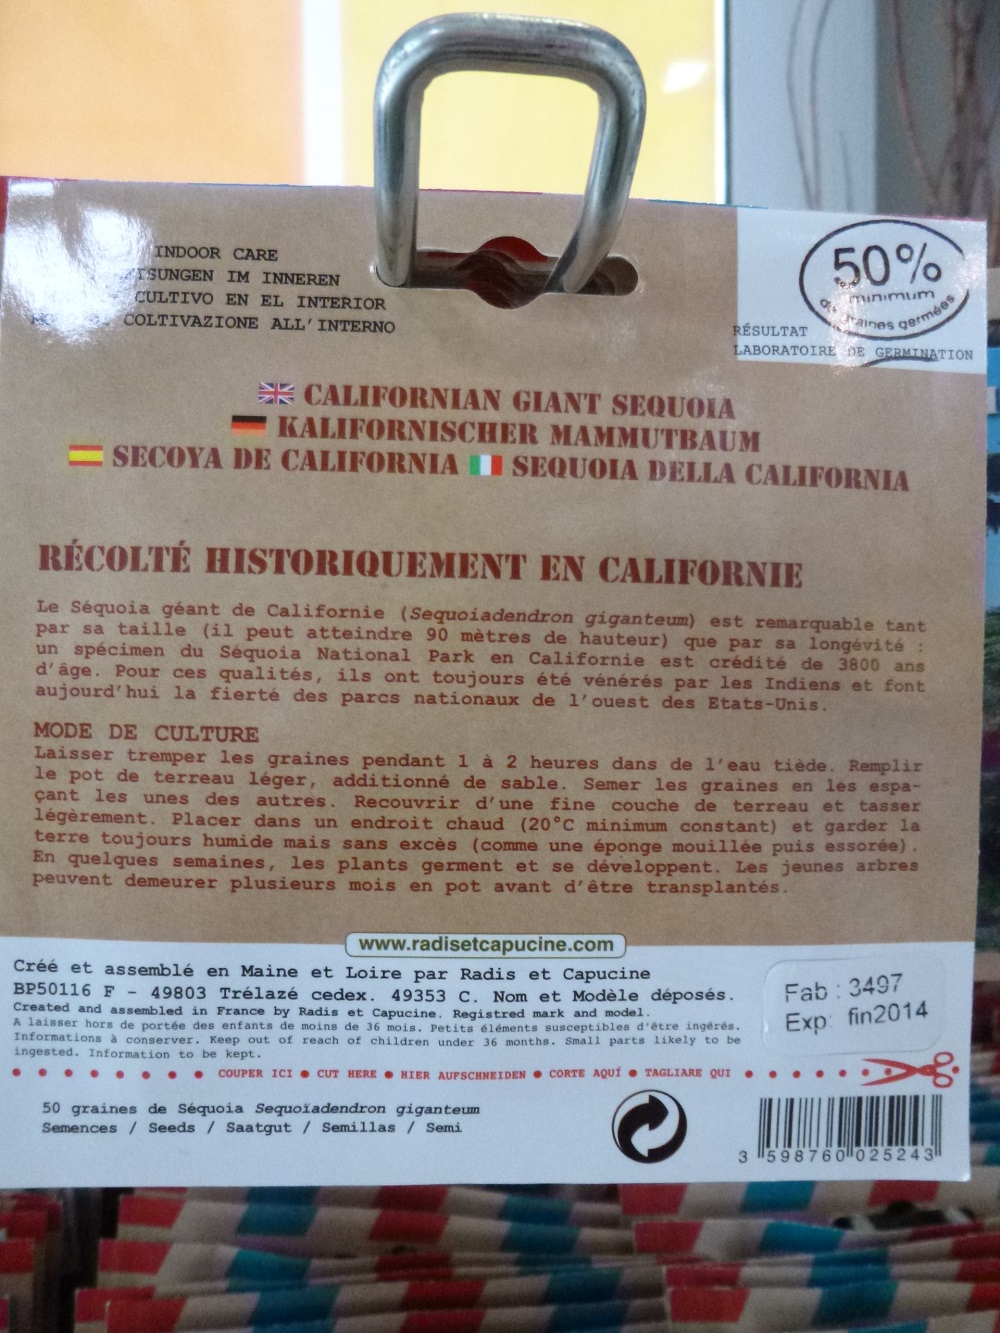 INDOOR CARE
IM INNEREN
CULTIVO EN EL INTERIOR
COLTIVAZIONE ALL'INTERNO
50%
minimum
graines germées
RÉSULTAT
LABORATOIRE DE GERMINATION
CALIFORNIAN GIANT SEQUOIA
KALIFORNISCHER MAMMUTBAUM
SECOYA DE CALIFORNIA SEQUOIA DELLA CALIFORNIA
RÉCOLTÉ HISTORIQUEMENT EN CALIFORNIE
Le Séquoia géant de Californie (Sequoiadendron giganteum) est remarquable tant
par sa taille (il peut atteindre 90 mètres de hauteur) que par sa longévité :
un spécimen du Séquoia National Park en Californie est crédité de 3800 ans
d'âge. Pour ces qualités, ils ont toujours été vénérés par les Indiens et font
aujourd'hui la fierté des parcs nationaux de l'ouest des Etats-Unis.
MODE DE CULTURE
Laisser tremper les graines pendant 1 à 2 heures dans de l'eau tiède. Remplir
le pot de terreau léger, additionné de sable. Semer les graines en les espa-
çant les unes des autres. Recouvrir d'une fine couche de terreau et tasser
légèrement. Placer dans un endroit chaud (20°C minimum constant) et garder la
terre toujours humide mais sans excès (comme une éponge mouillée puis essorée).
En quelques semaines, les plants germent et se développent. Les jeunes arbres
peuvent demeurer plusieurs mois en pot avant d'être transplantés.
www.radisetcapucine.com
Créé et assemblé en Maine et Loire par Radis et Capucine
BP50116 F - 49803 Trélazé cedex. 49353 C. Nom et Modèle déposés.
Created and assembled in France by Radis et Capucine. Registred mark and model.
A laisser hors de portée des enfants de moins de 36 mois. Petits éléments susceptibles d'être ingérés.
Informations à conserver. Keep out of reach of children under 36 months. Small parts likely to be
ingested. Information to be kept.
Fab : 3497
Exp: fin2014
COUPER ICI ● CUT HERE ● HIER AUFSCHNEIDEN ● CORTE AQUÍ ● TAGLIARE QUI
50 graines de Séquoia Sequoïadendron giganteum
Semences / Seeds / Saatgut / Semillas / Semi
3 598760 025243